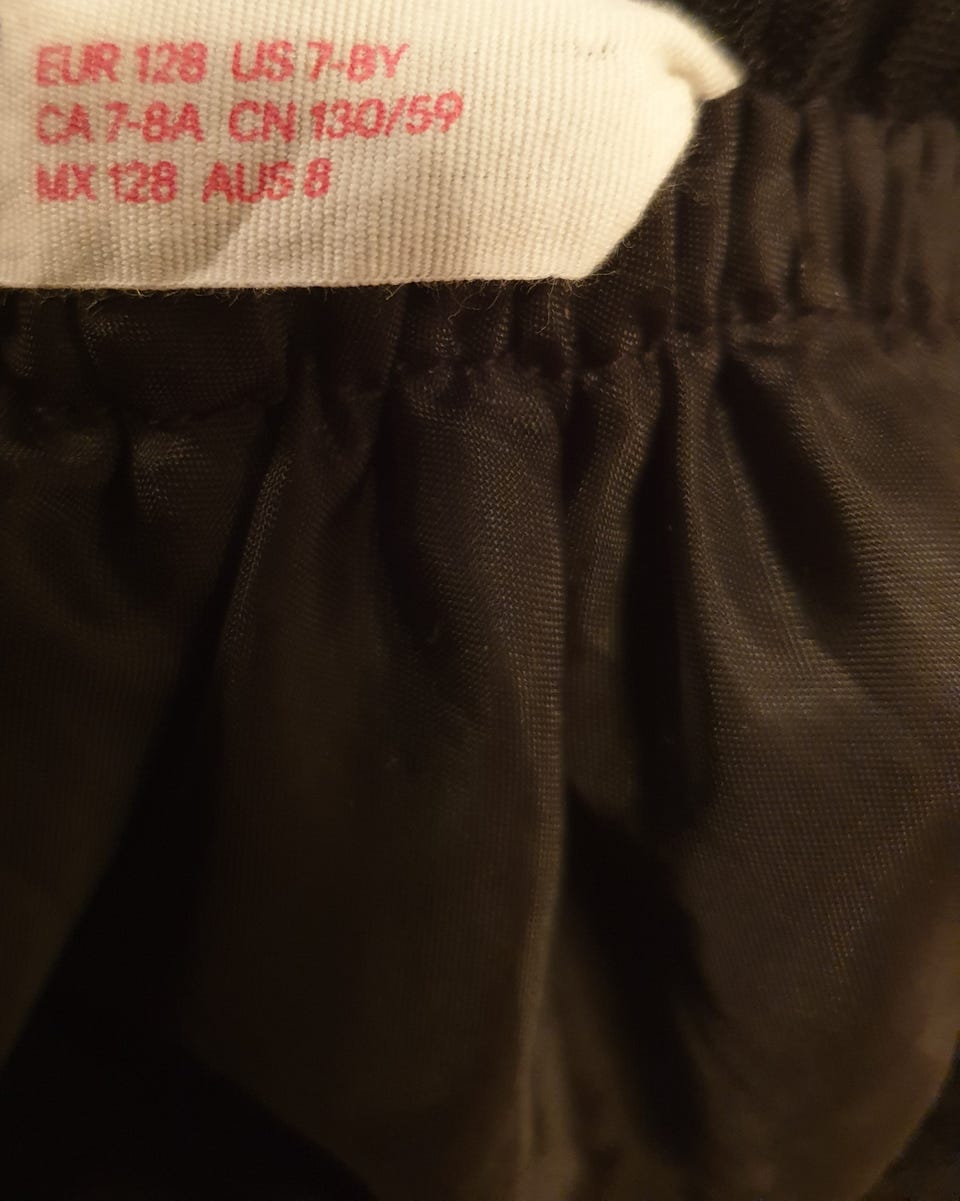 EUR 128 US 7-8Y
CA 7-8A CN 130/59
MX 128 AUS 8